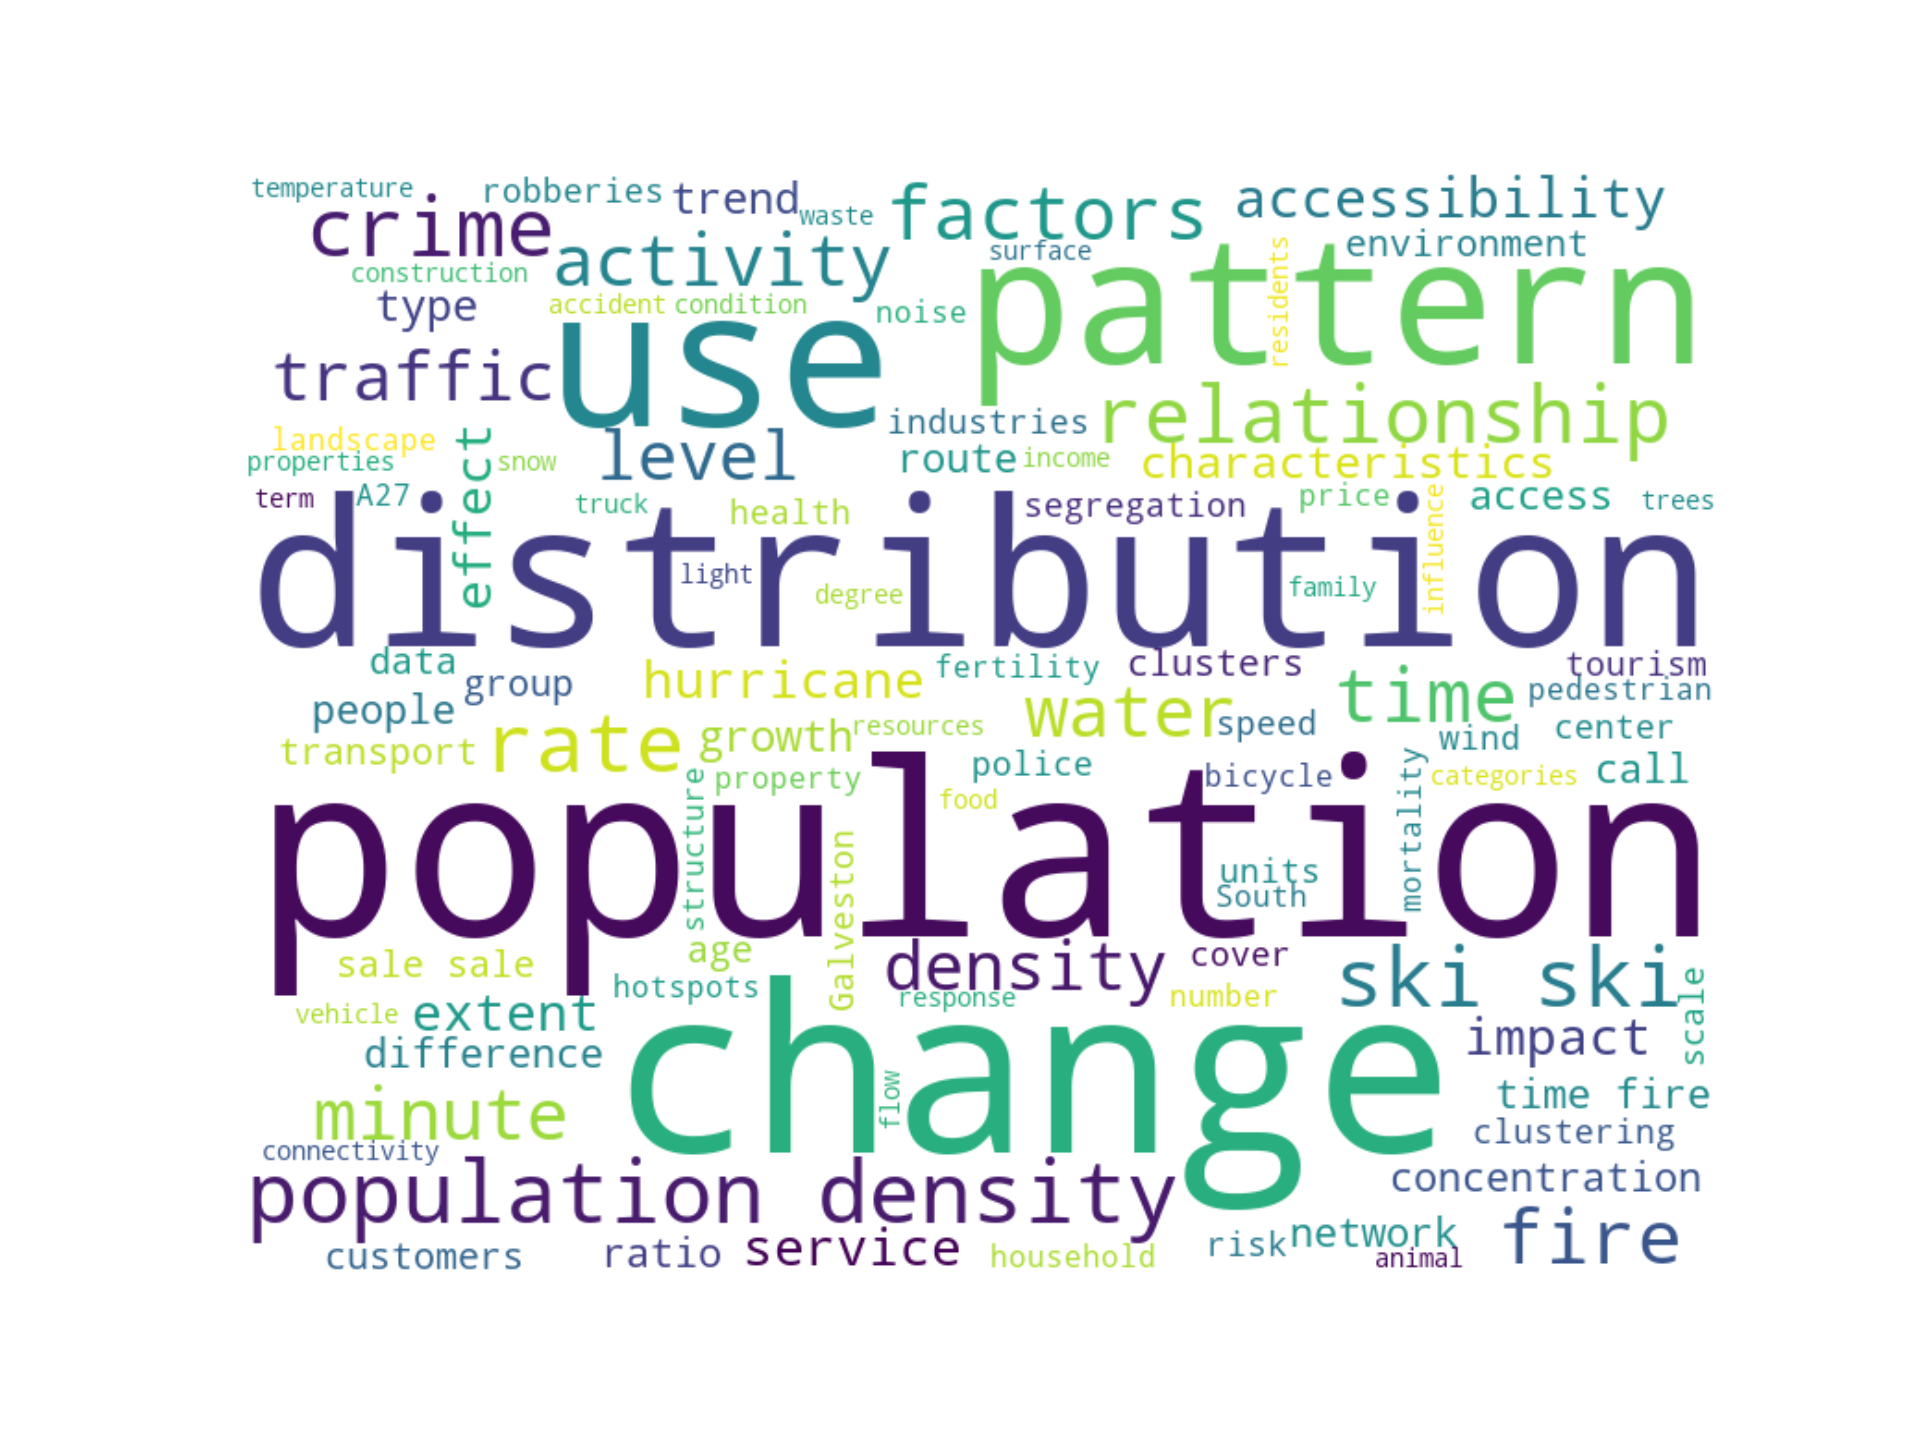 temperature
robberies
trend
waste
factors
accessibility
crime
activity
surface
residents
environment
construction
type
accident
condition
noise
pattern
traffic
use
industries
relationship
landscape
properties
effect
snow
level
route
income
characteristics
term
A27
truck
health
segregation
price
influence
access
trees
distribution
light
degree
family
data
group
hurricane
fertility
clusters
time
tourism
people
water
speed
pedestrian
transport
rate
growth
resources
wind
center
structure
property
police
bicycle
mortality
categories
call
food
population
Galveston
units
South
sale sale
age
density
cover
ski ski
scale
vehicle
extent
hotspots
response
number
difference
change
impact
minute
flow
time fire
connectivity
clustering
population density
concentration
customers
ratio
service
household
risk
network
animal
fire